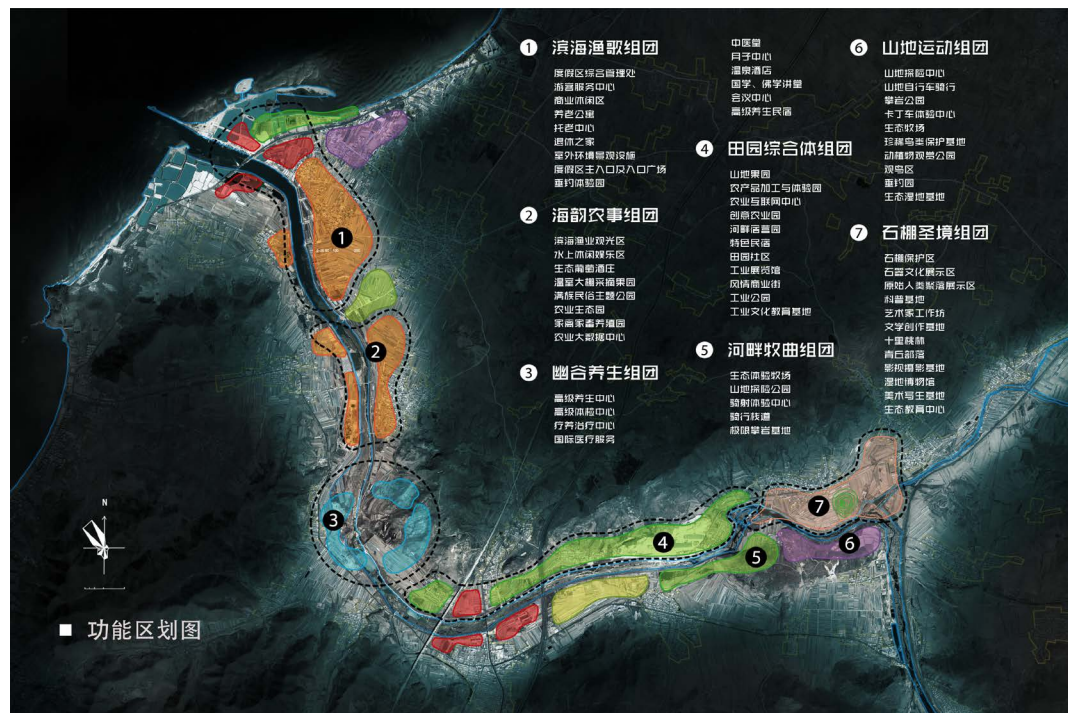 1 滨海渔歌组团
度假区综合管理处
游客服务中心
商业休闲区
养老公寓
托老中心
退休之家
室外环境景观设施
度假区主入口及入口广场
垂钓体验园
2 海韵农事组团
滨海渔业观光区
水上休闲娱乐区
生态葡萄酒庄
温室大棚采摘果园
满族民俗主题公园
农业生态园
家禽家畜养殖园
农业大数据中心
3 幽谷养生组团
高级养生中心
高级体检中心
疗养治疗中心
国际医疗服务
中医堂
月子中心
温泉酒店
国学、佛学讲堂
会议中心
高级养生民宿
4 田园综合体组团
山地果园
农产品加工与体验园
农业互联网中心
创意农业园
河畔宿营园
特色民宿
田园社区
工业展览馆
风情商业街
工业公园
工业文化教育基地
5 河畔牧曲组团
生态体验牧场
山地探险公园
骑射体验中心
骑行栈道
极限攀岩基地
6 山地运动组团
山地探险中心
山地自行车骑行
攀岩公园
卡丁车体验中心
生态牧场
珍稀鸟类保护基地
动植物观赏公园
观鸟区
垂钓园
生态湿地基地
7 石棚圣境组团
石棚保护区
石器文化展示区
原始人类聚落展示区
科普基地
艺术家工作坊
文学创作基地
十里桃林
青丘部落
影视摄影基地
湿地博物馆
美术写生基地
生态教育中心
1
2
3
4
5
6
7
N
功能区划图